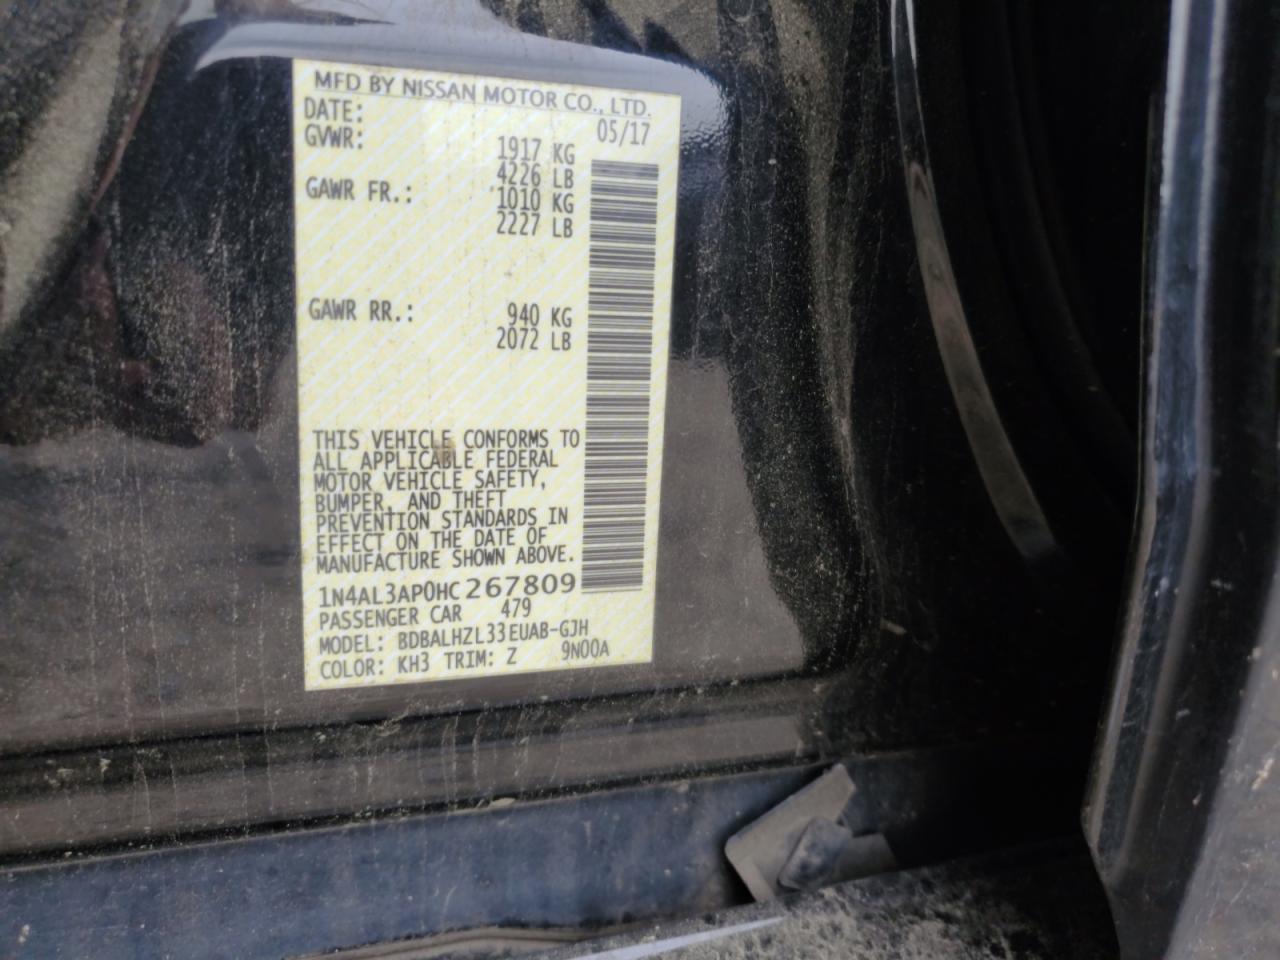 MFD BY NISSAN MOTOR CO., LTD.
DATE: 05/17
GVWR: 1917 KG
4226 LB
GAWR FR.: 1010 KG
2227 LB
GAWR RR.: 940 KG
2072 LB
THIS VEHICLE CONFORMS TO
ALL APPLICABLE FEDERAL
MOTOR VEHICLE SAFETY,
BUMPER, AND THEFT
PREVENTION STANDARDS IN
EFFECT ON THE DATE OF
MANUFACTURE SHOWN ABOVE.
1N4AL3AP0HC267809
PASSENGER CAR 479
MODEL: BDBALHZL33EUAB-GJH
COLOR: KH3 TRIM: Z 9N00A